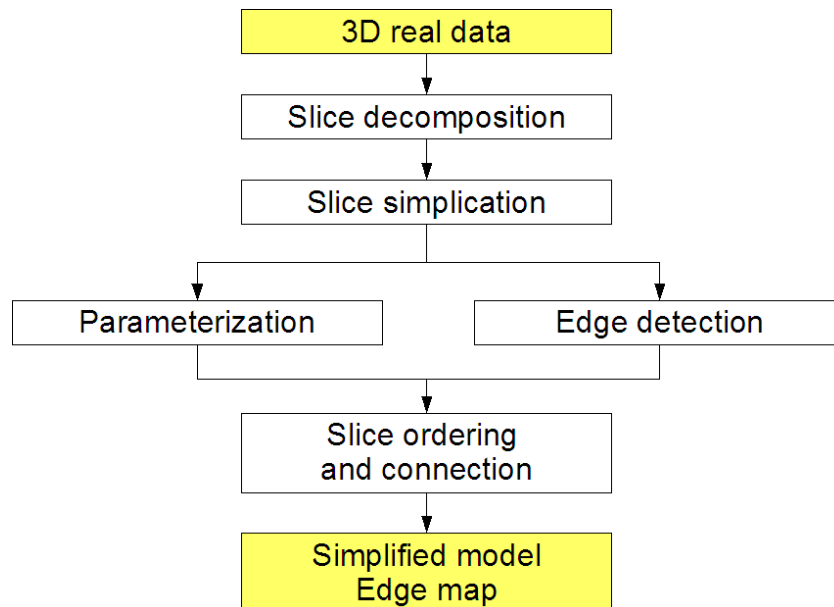 3D real data
Slice decomposition
Slice simplication
Parameterization
Edge detection
Slice ordering
and connection
Simplified model
Edge map